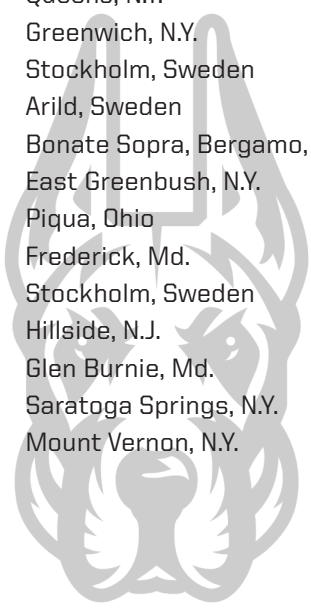 Greenwich, N.Y.
Stockholm, Sweden
Arild, Sweden
Bonate Sopra, Bergamo,
East Greenbush, N.Y.
Piqua, Ohio
Frederick, Md.
Stockholm, Sweden
Hillside, N.J.
Glen Burnie, Md.
Saratoga Springs, N.Y.
Mount Vernon, N.Y.